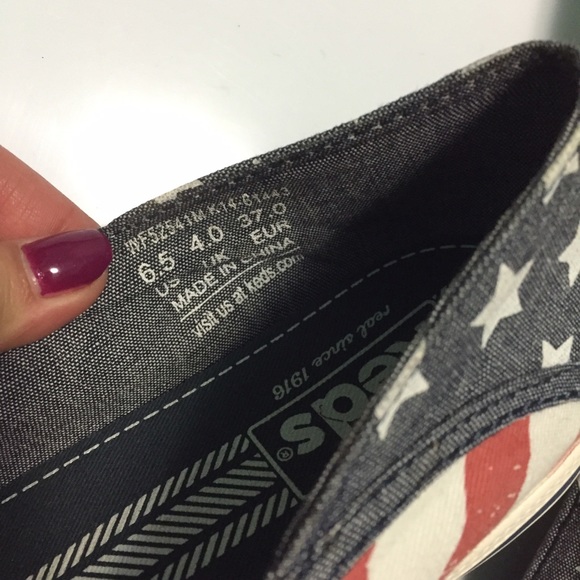 WF52541M K14-61443
6.5 4.0 37.0
US UK EUR
MADE IN CHINA
visit us at keds.com
real since 1916
Keds®